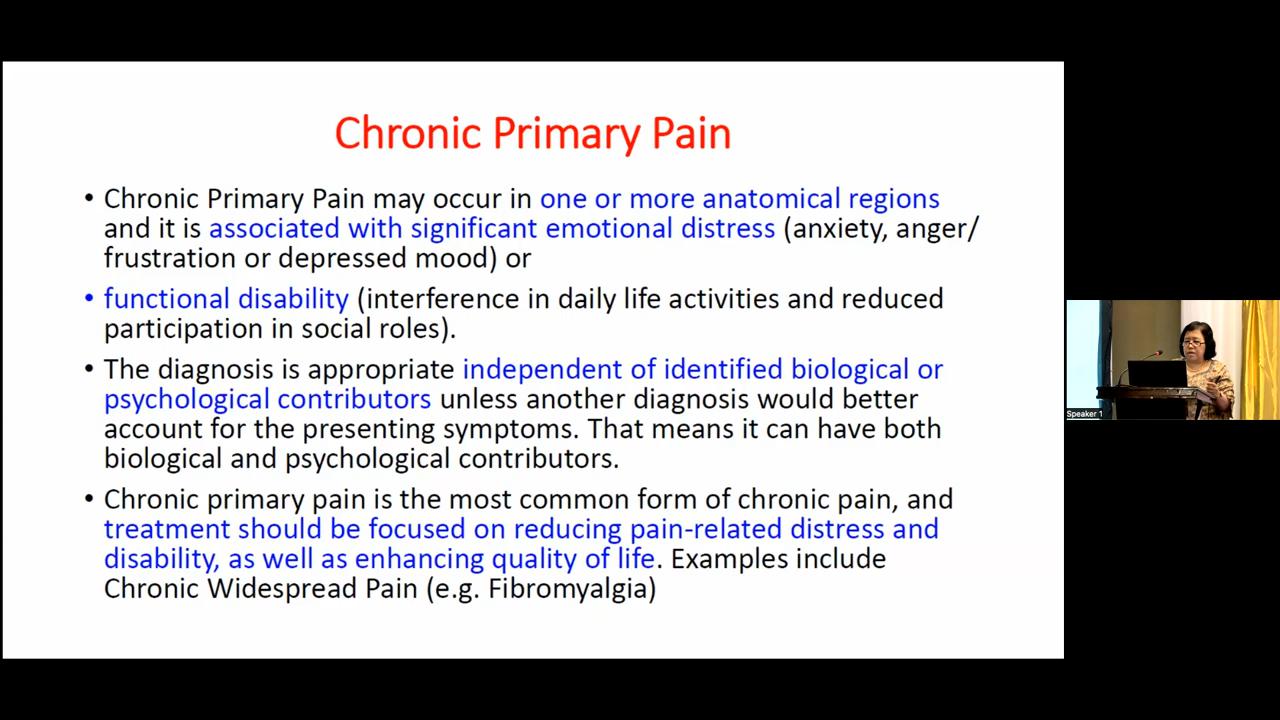 Chronic Primary Pain
• Chronic Primary Pain may occur in one or more anatomical regions
and it is associated with significant emotional distress (anxiety, anger/
frustration or depressed mood) or
• functional disability (interference in daily life activities and reduced
participation in social roles).
• The diagnosis is appropriate independent of identified biological or
psychological contributors unless another diagnosis would better
account for the presenting symptoms. That means it can have both
biological and psychological contributors.
• Chronic primary pain is the most common form of chronic pain, and
treatment should be focused on reducing pain-related distress and
disability, as well as enhancing quality of life. Examples include
Chronic Widespread Pain (e.g. Fibromyalgia)
Speaker 1